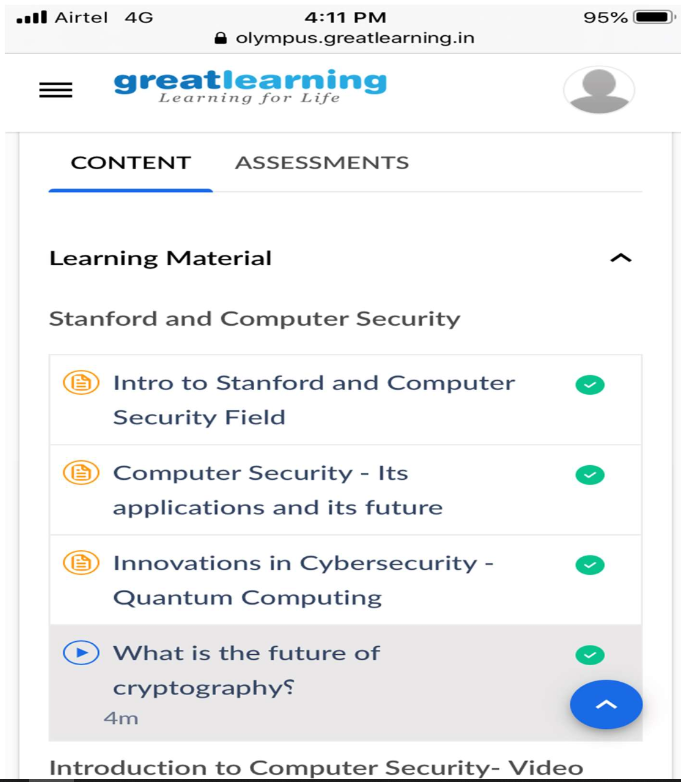 Airtel 4G 4:11 PM 95%
olympus.greatlearning.in
greatlearning
Learning for Life
CONTENT ASSESSMENTS
Learning Material
Stanford and Computer Security
Intro to Stanford and Computer
Security Field
Computer Security - Its
applications and its future
Innovations in Cybersecurity -
Quantum Computing
What is the future of
cryptography؟
4m
Introduction to Computer Security- Video